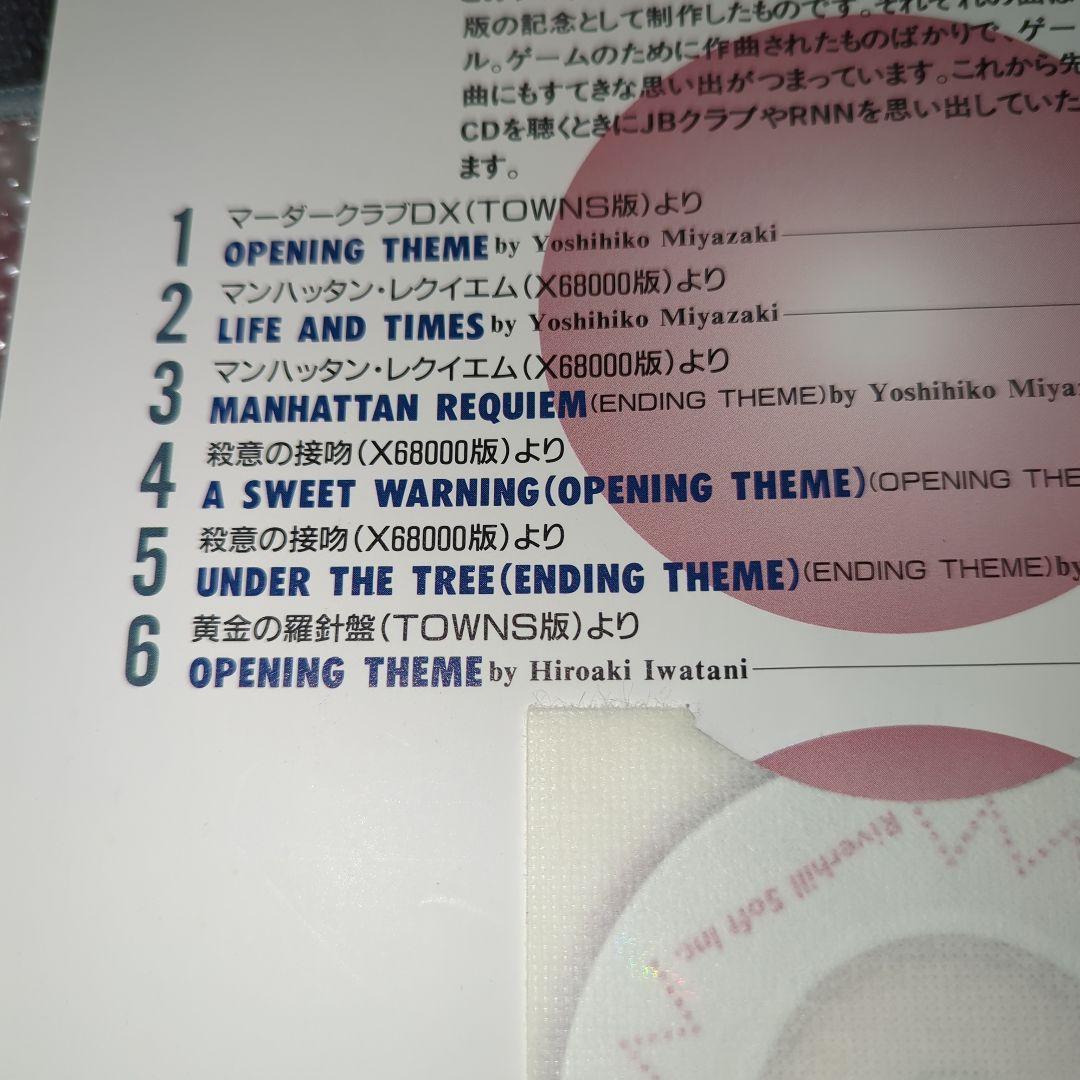 版の記念として制作したものです。それぞれの曲は
ル。ゲームのために作曲されたものばかりで、ゲー
曲にもすてきな思い出がつまっています。これから先
CDを聴くときにJBクラブやRNNを思い出していた
ます。
1 マーダークラブDX(TOWNS版)より
OPENING THEME by Yoshihiko Miyazaki
2 マンハッタン・レクイエム(X68000版)より
LIFE AND TIMES by Yoshihiko Miyazaki
3 マンハッタン・レクイエム(X68000版)より
MANHATTAN REQUIEM(ENDING THEME)by Yoshihiko Miyaza
4 殺意の接吻(X68000版)より
A SWEET WARNING(OPENING THEME)(OPENING THE
5 殺意の接吻(X68000版)より
UNDER THE TREE(ENDING THEME)(ENDING THEME)by
6 黄金の羅針盤(TOWNS版)より
OPENING THEME by Hiroaki Iwatani
Riverhill Soft Inc.